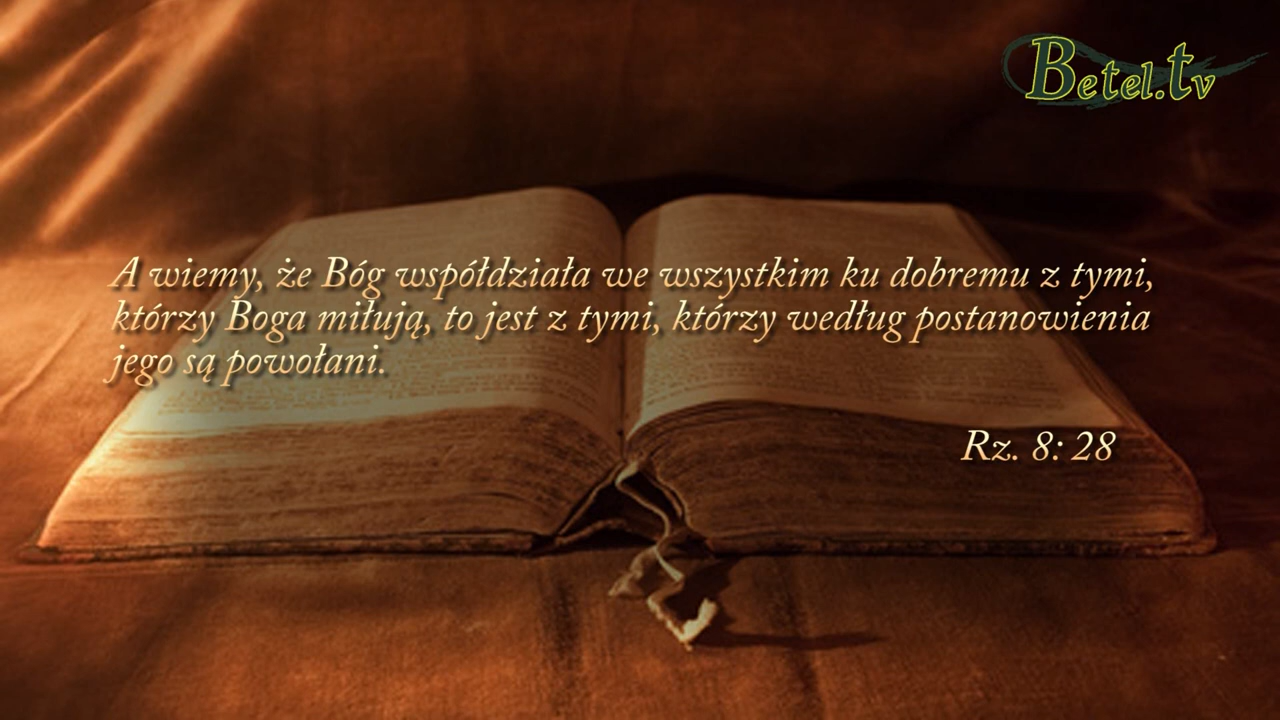 Betel.tv
A wiemy, że Bóg współdziała we wszystkim ku dobremu z tymi,
którzy Boga miłują, to jest z tymi, którzy według postanowienia
jego są powołani.
Rz. 8: 28